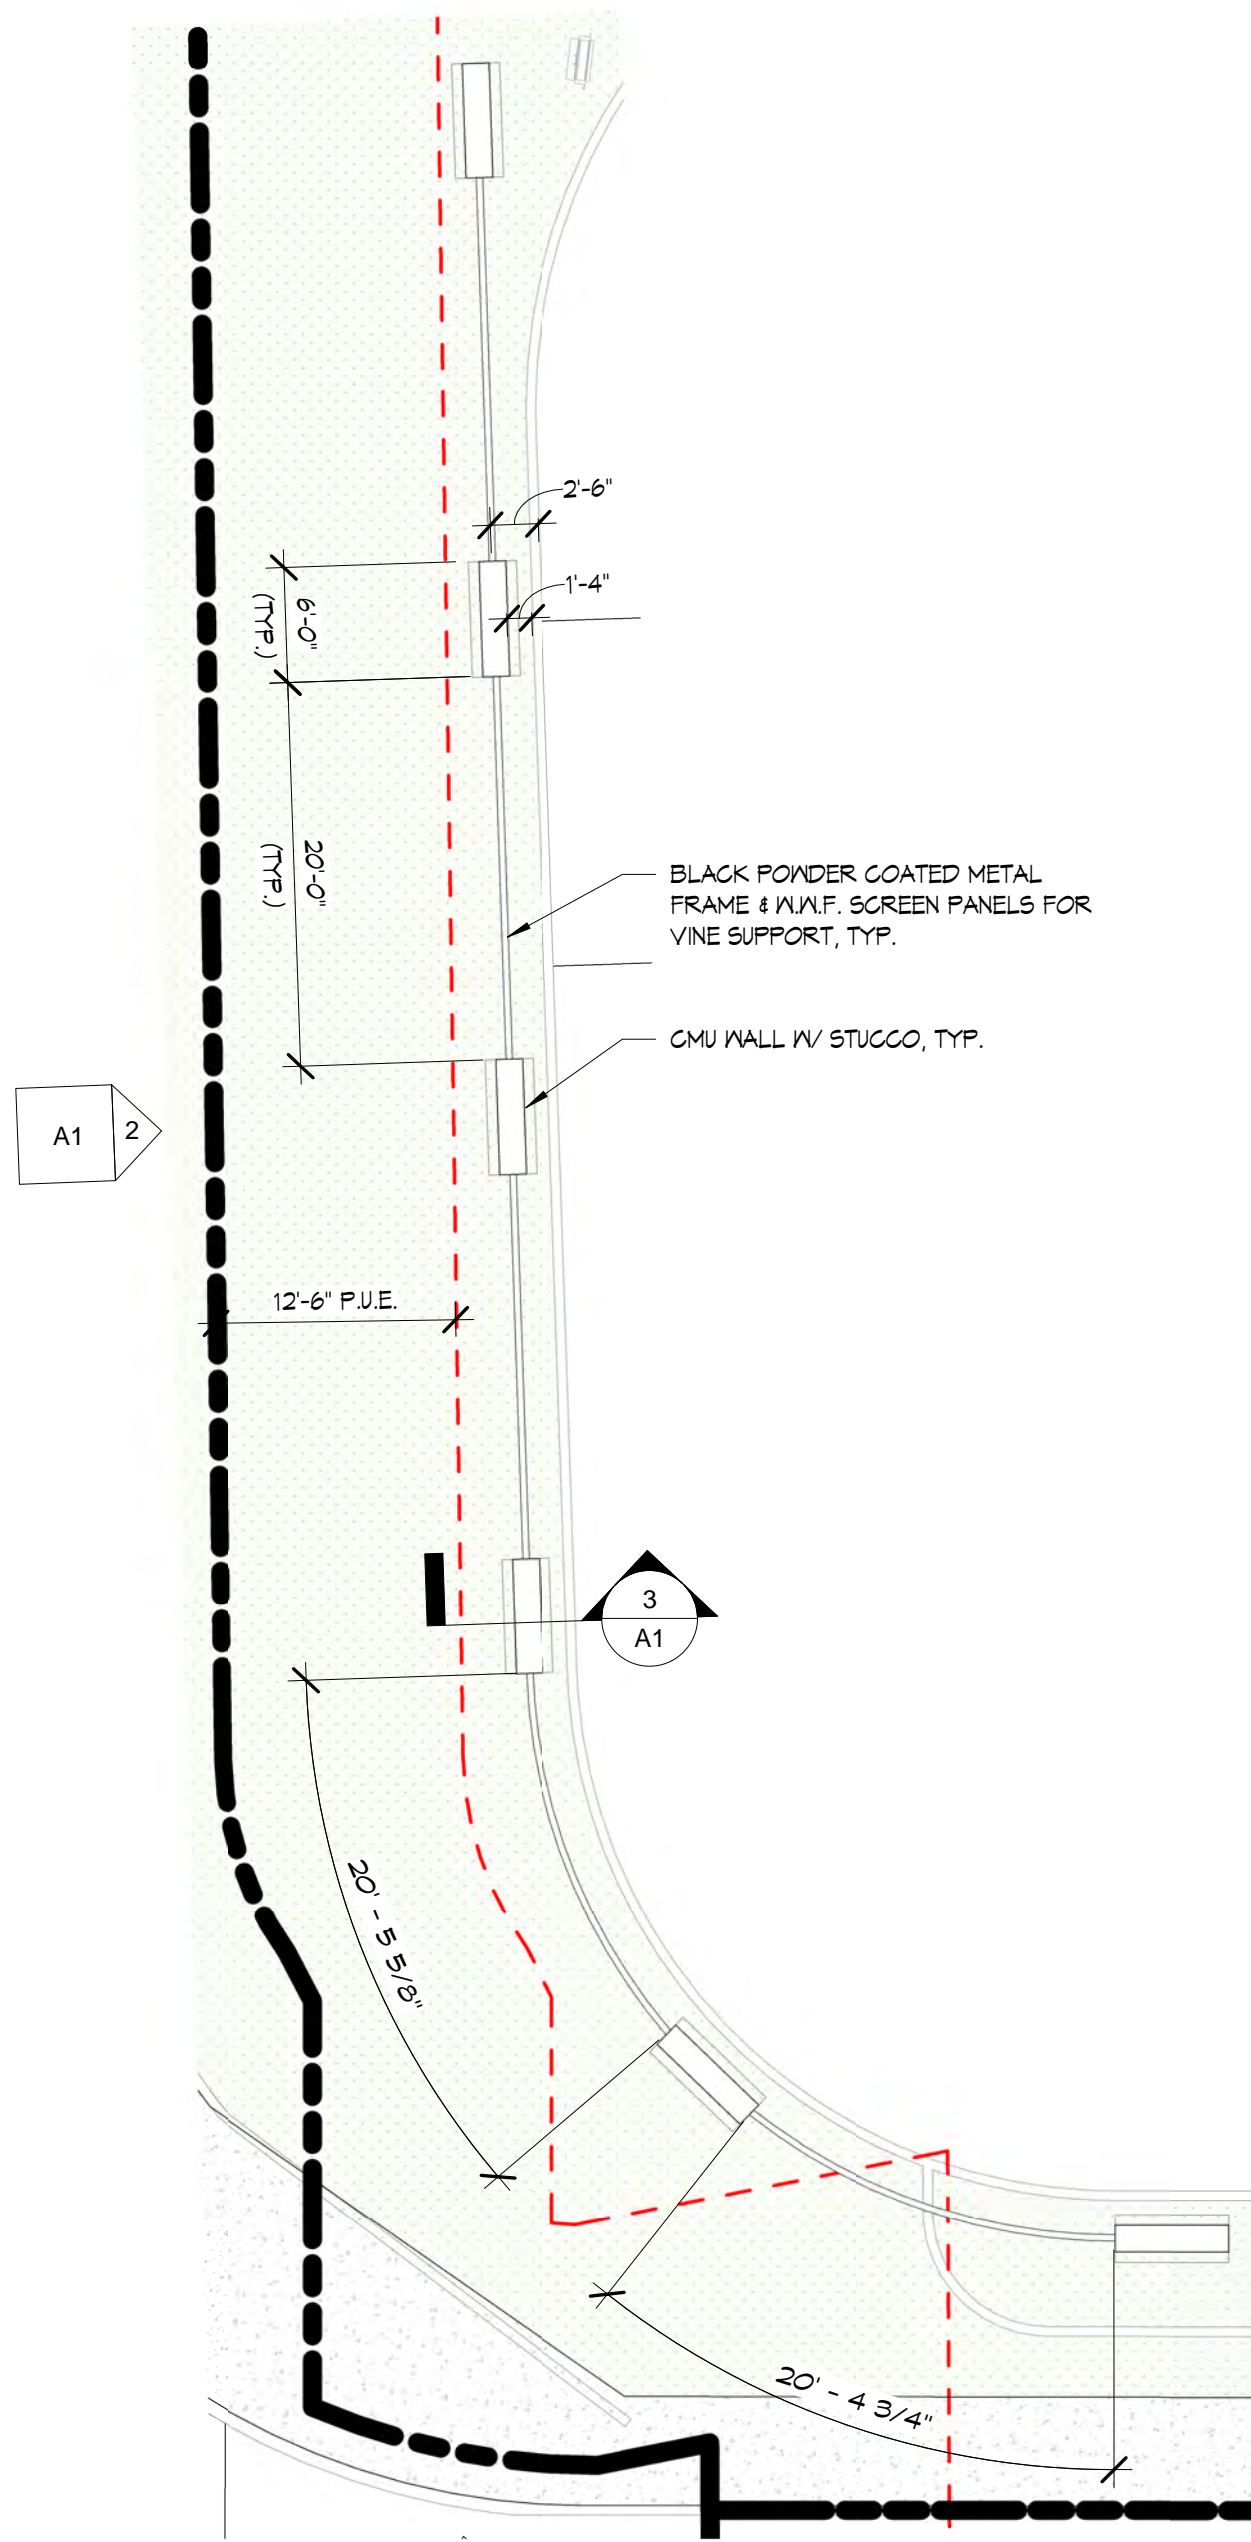 2'-6"
1'-4"
6'-0"
(TYP.)
20'-0"
(TYP.)
BLACK POWDER COATED METAL
FRAME & W.W.F. SCREEN PANELS FOR
VINE SUPPORT, TYP.
CMU WALL W/ STUCCO, TYP.
A1
2
12'-6" P.U.E.
3
A1
20' - 5 5/8"
20' - 4 3/4"